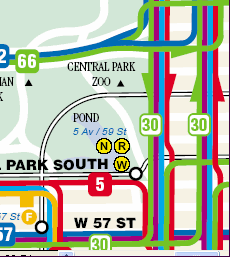 2
66
CENTRAL PARK
ZOO
POND
5 Av / 59 St
30
30
N R
W
PARK SOUTH
5
57 St
F
W 57 ST
57
30